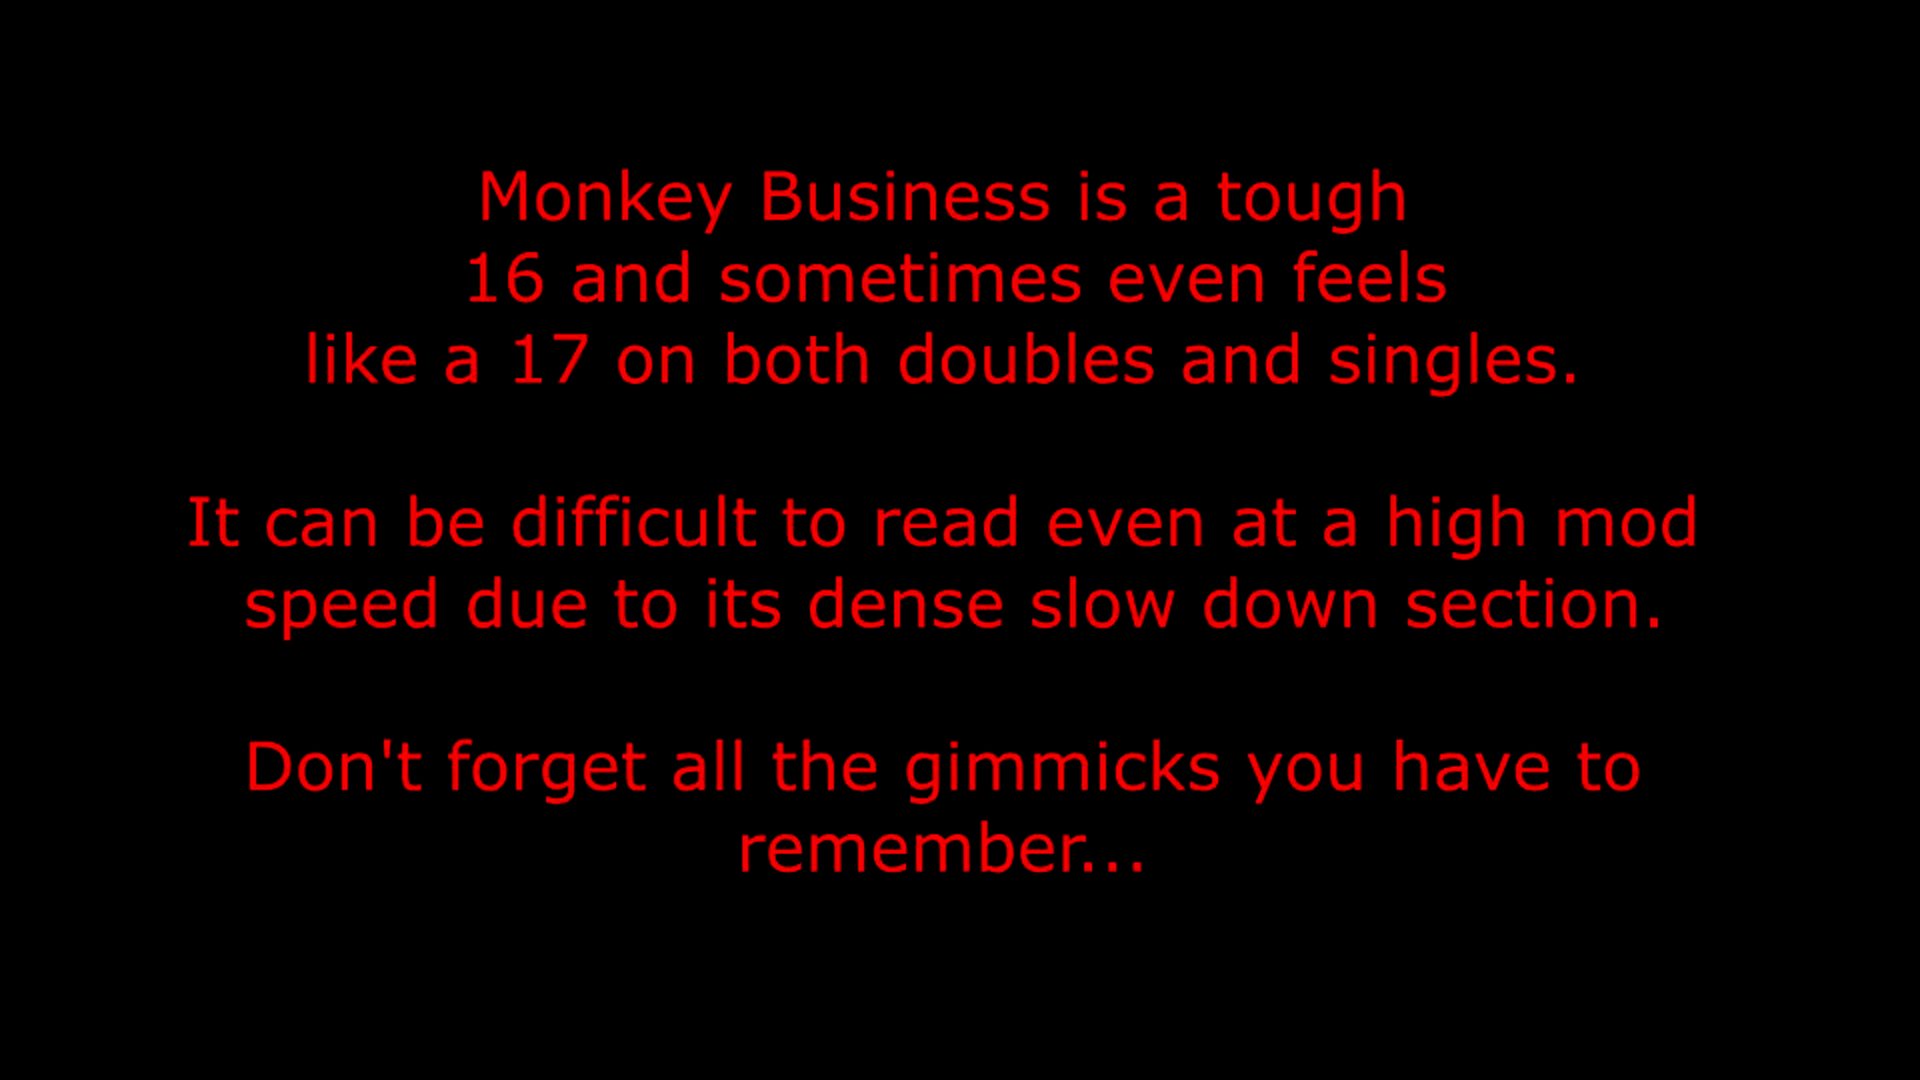 Monkey Business is a tough
16 and sometimes even feels
like a 17 on both doubles and singles.
It can be difficult to read even at a high mod
speed due to its dense slow down section.
Don't forget all the gimmicks you have to
remember...